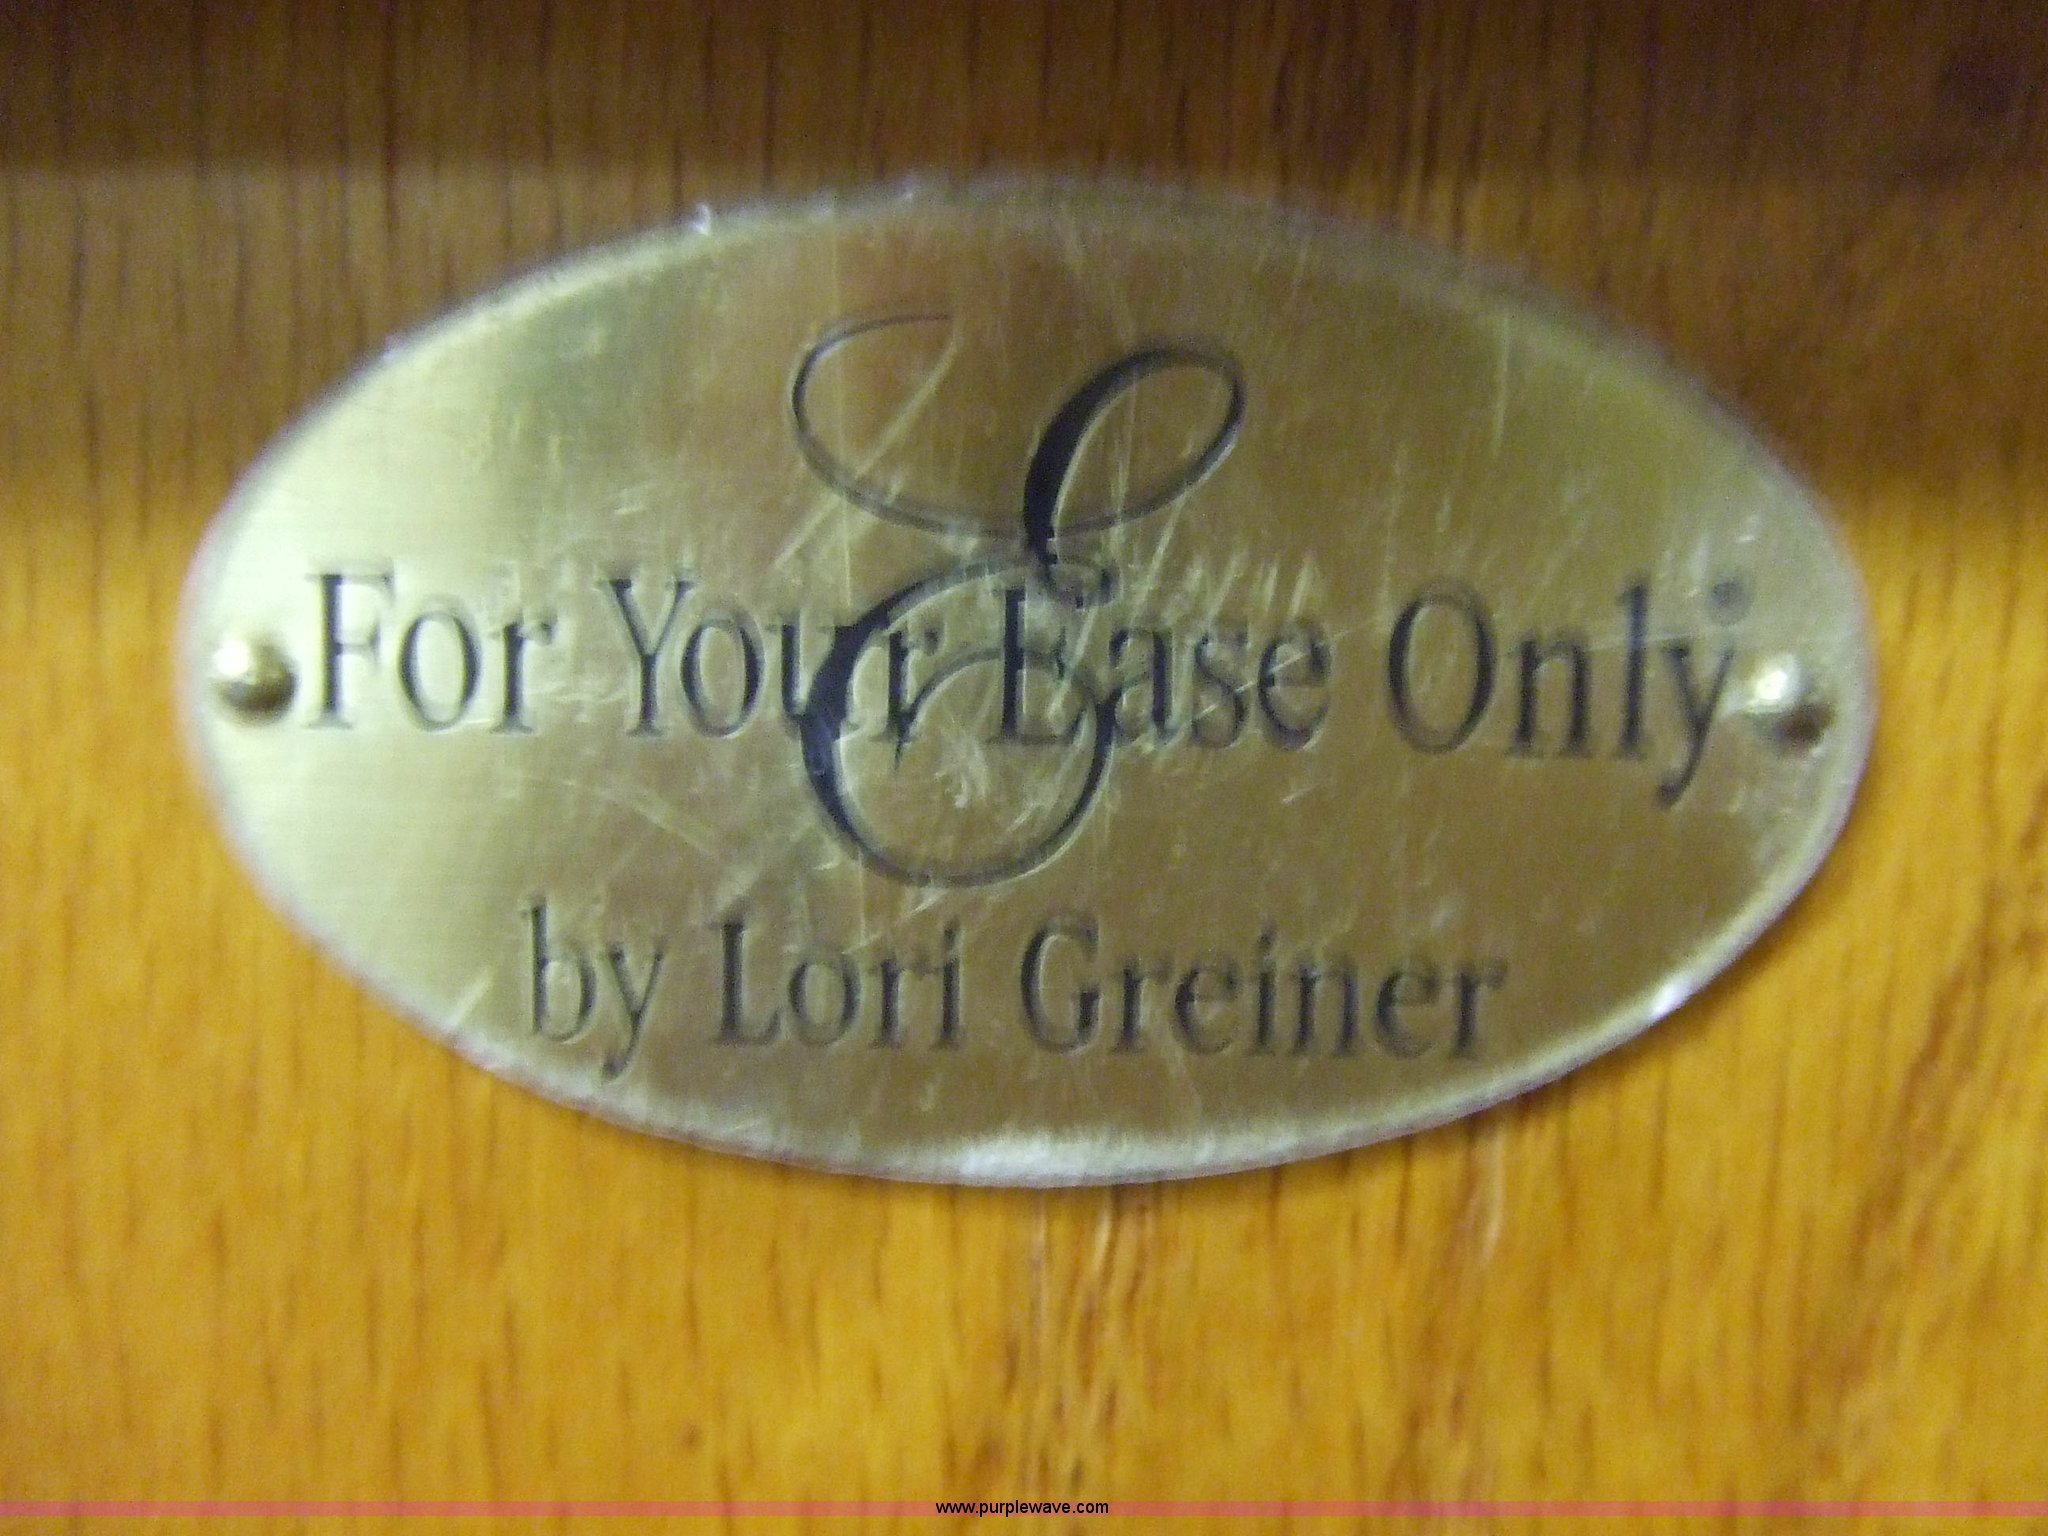 E
For Your Ease Only®
by Lori Greiner
www.purplewave.com